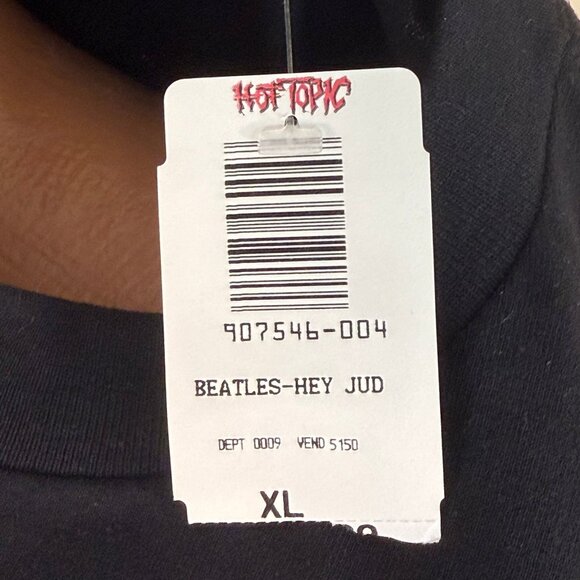 HOT TOPIC
907546-004
BEATLES-HEY JUD
DEPT 0009 VEND 5150
XL